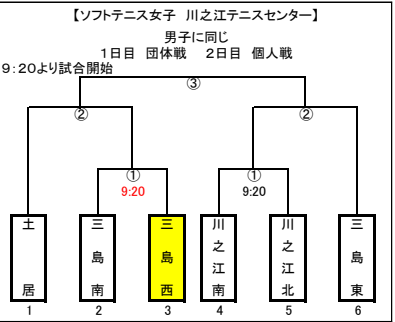 【ソフトテニス女子　川之江テニスセンター】
男子に同じ
1日目　団体戦　2日目　個人戦
9:20より試合開始
③
②
②
①
①
9:20
9:20
土居
三島南
三島西
川之江南
川之江北
三島東
1
2
3
4
5
6